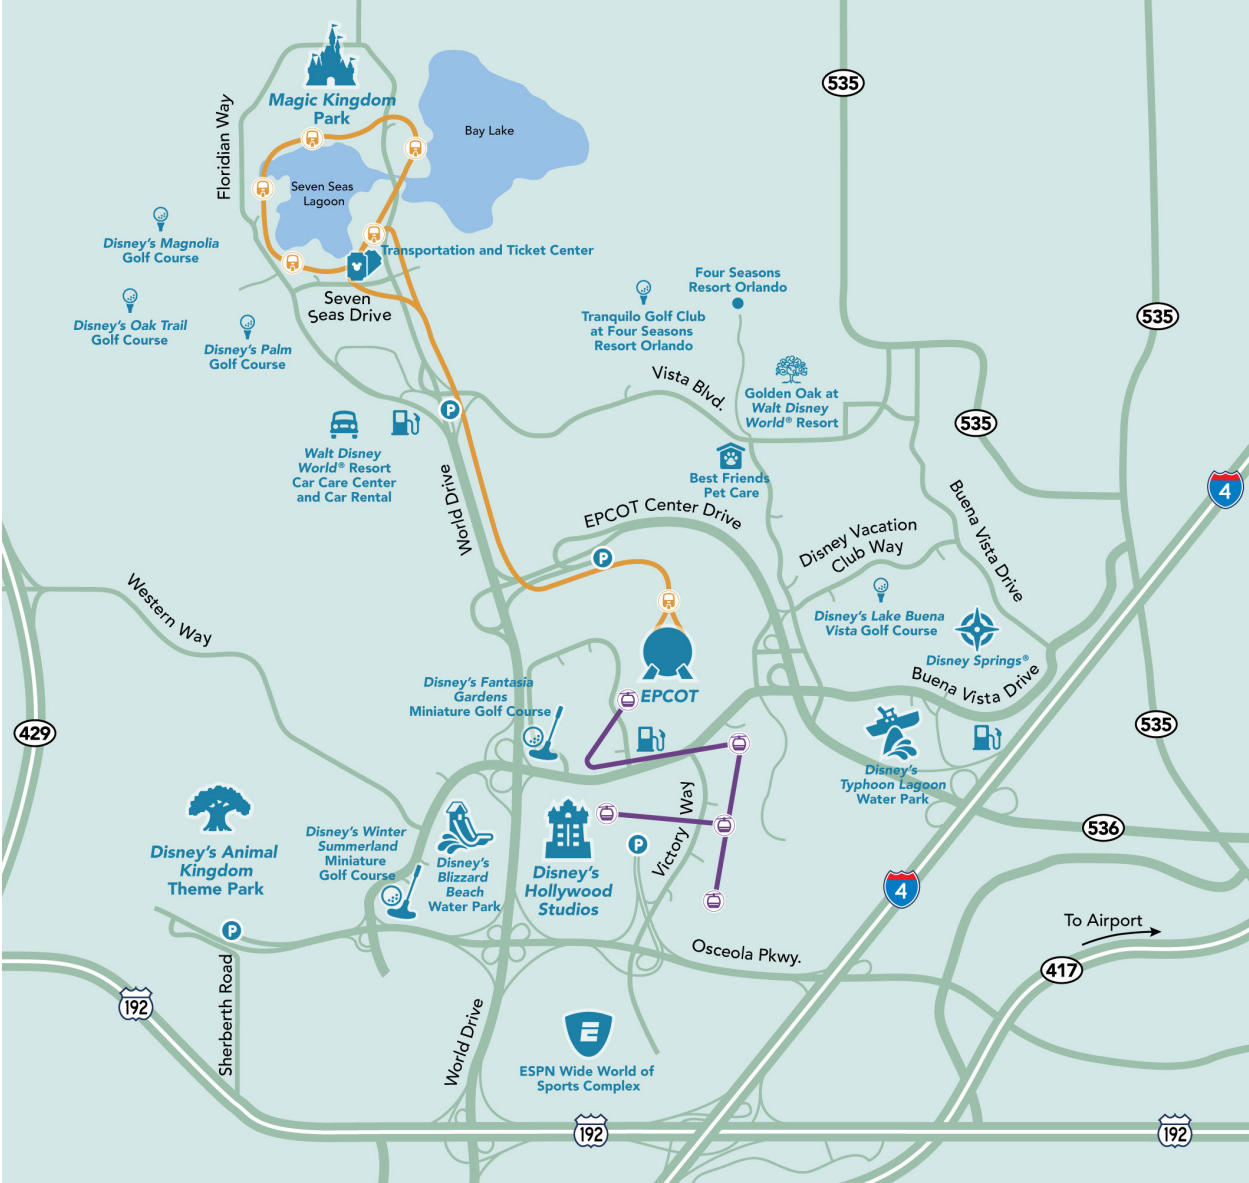 535
Magic Kingdom
Park
Floridian Way
Bay Lake
Seven Seas
Lagoon
Disney's Magnolia
Golf Course
Transportation and Ticket Center
Four Seasons
Resort Orlando
Seven
Seas Drive
Disney's Oak Trail
Golf Course
Tranquilo Golf Club
at Four Seasons
Resort Orlando
535
Disney's Palm
Golf Course
Vista Blvd.
Golden Oak at
Walt Disney
World® Resort
P
535
Walt Disney
World® Resort
Car Care Center
and Car Rental
World Drive
Best Friends
Pet Care
4
EPCOT Center Drive
Buena Vista Drive
Disney Vacation
Club Way
P
Western Way
Disney's Lake Buena
Vista Golf Course
Disney Springs®
Buena Vista Drive
EPCOT
Disney's Fantasia
Gardens
Miniature Golf Course
429
535
Disney's
Typhoon Lagoon
Water Park
Victory Way
536
Disney's Animal
Kingdom
Theme Park
Disney's Winter
Summerland
Miniature
Golf Course
Disney's
Blizzard
Beach
Water Park
Disney's
Hollywood
Studios
P
4
P
To Airport
Osceola Pkwy.
417
192
Sherberth Road
World Drive
E
ESPN Wide World of
Sports Complex
192
192